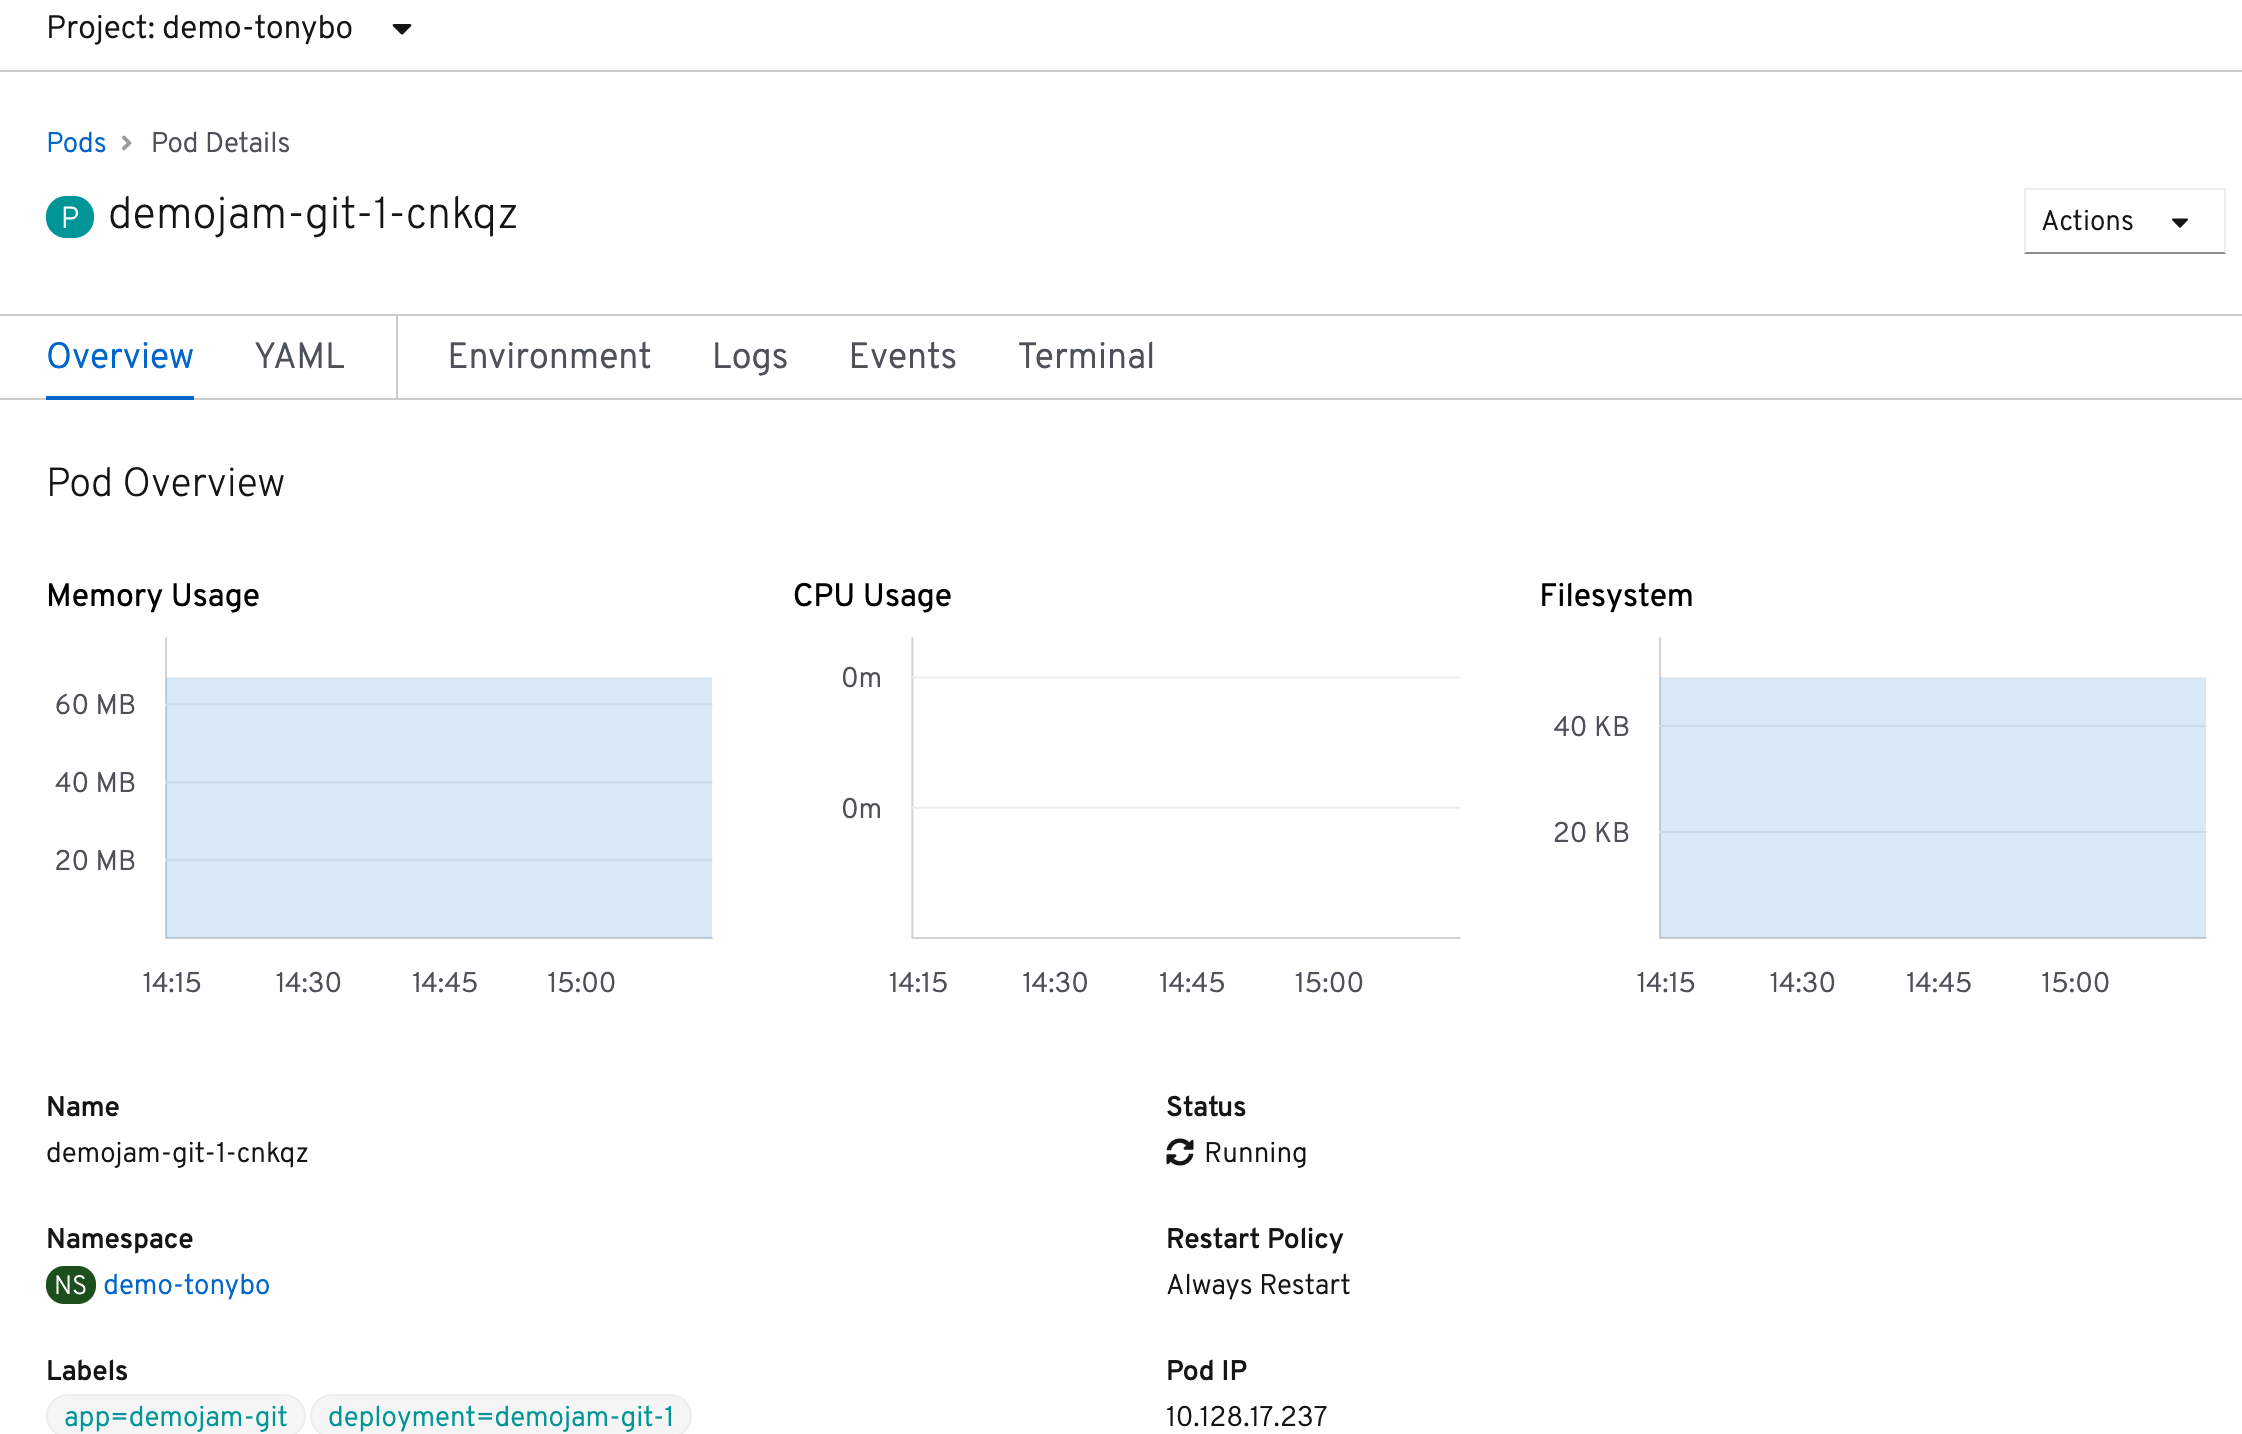 Project: demo-tonybo
Pods > Pod Details
P demojam-git-1-cnkqz
Actions
Overview YAML Environment Logs Events Terminal
Pod Overview
Memory Usage
60 MB
40 MB
20 MB
14:15 14:30 14:45 15:00
CPU Usage
0m
0m
14:15 14:30 14:45 15:00
Filesystem
40 KB
20 KB
14:15 14:30 14:45 15:00
Name
demojam-git-1-cnkqz
Namespace
NS demo-tonybo
Labels
app=demojam-git deployment=demojam-git-1
Status
Running
Restart Policy
Always Restart
Pod IP
10.128.17.237